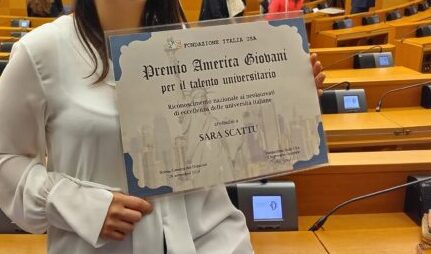 FONDAZIONE ITALIA USA
Premio America Giovani
per il talento universitario
Riconoscimento nazionale ai neolaureati
di eccellenza delle università italiane
SARA SCATTU